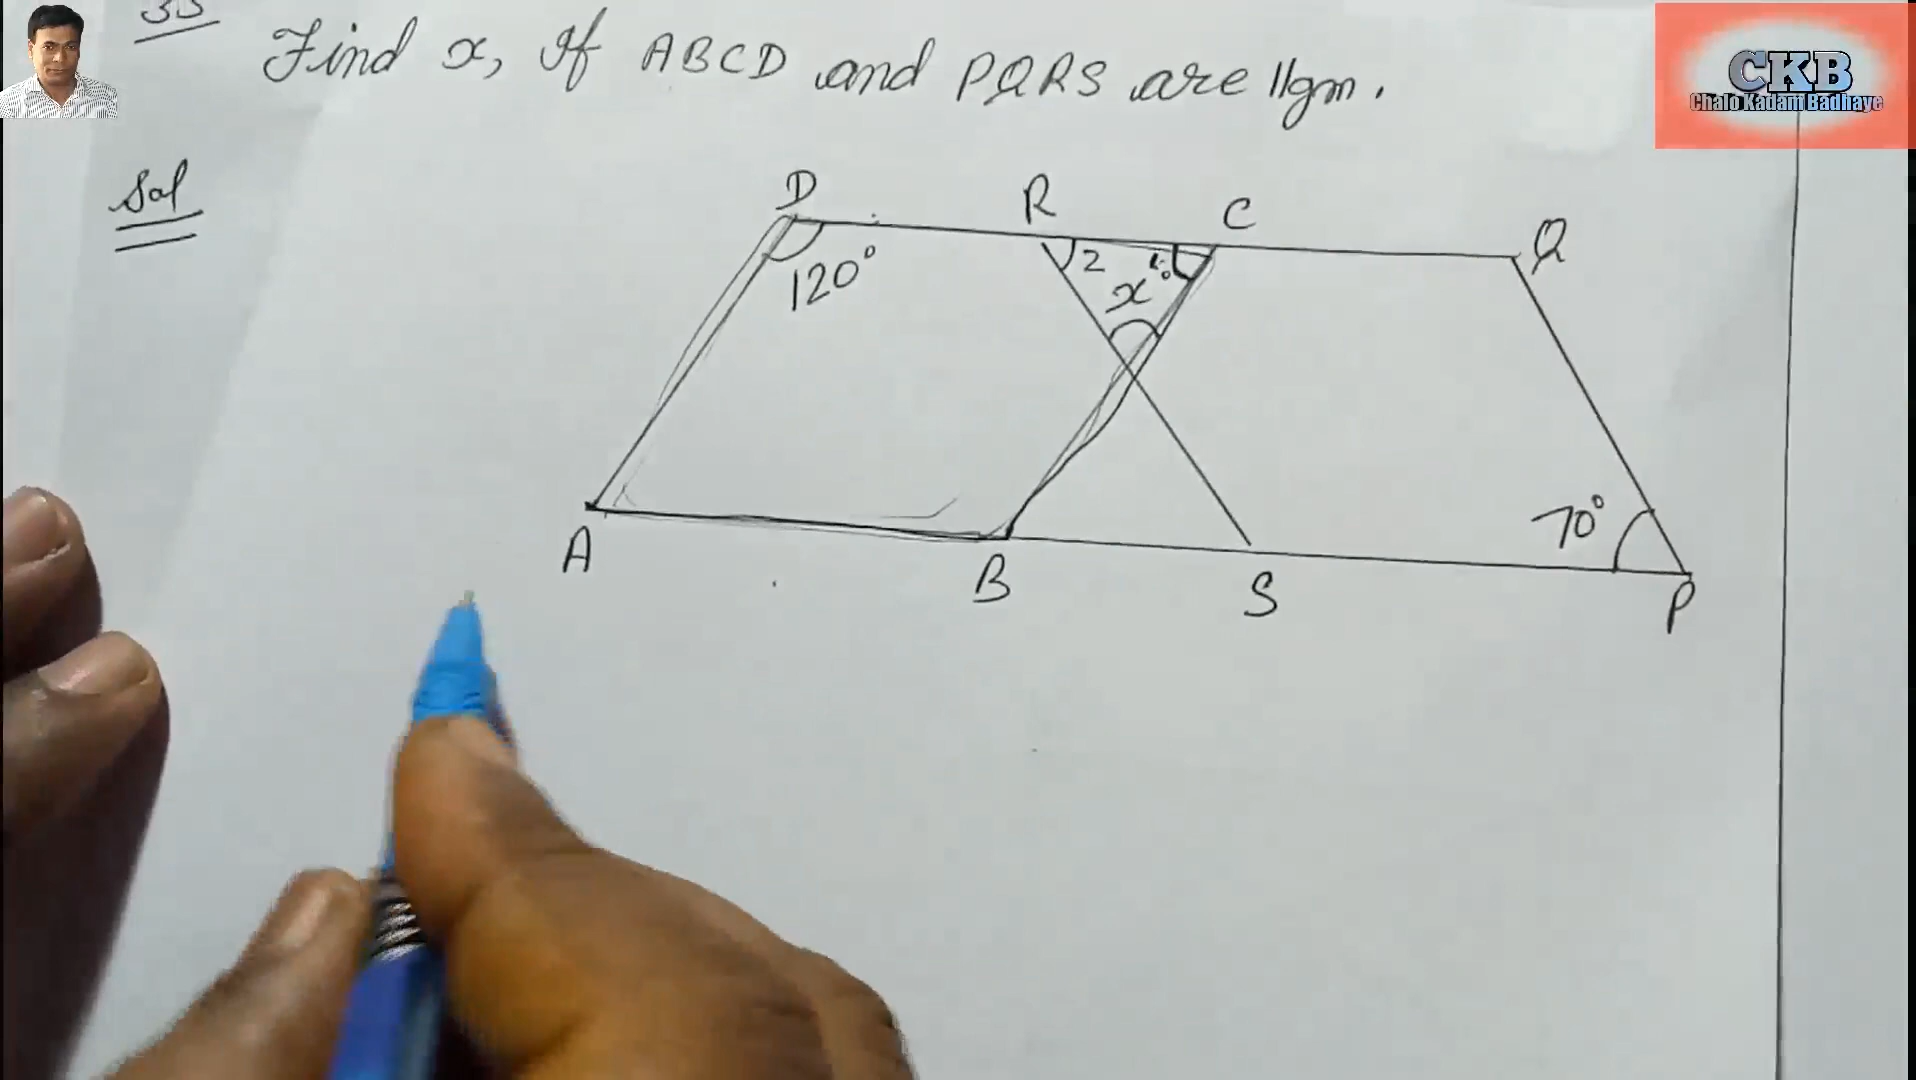 Find x, If ABCD and PQRS are llgm.
CKB
Chalo Kadam Badhaye
Sol
D R C Q
120° 2 1 x°
70°
A B S P